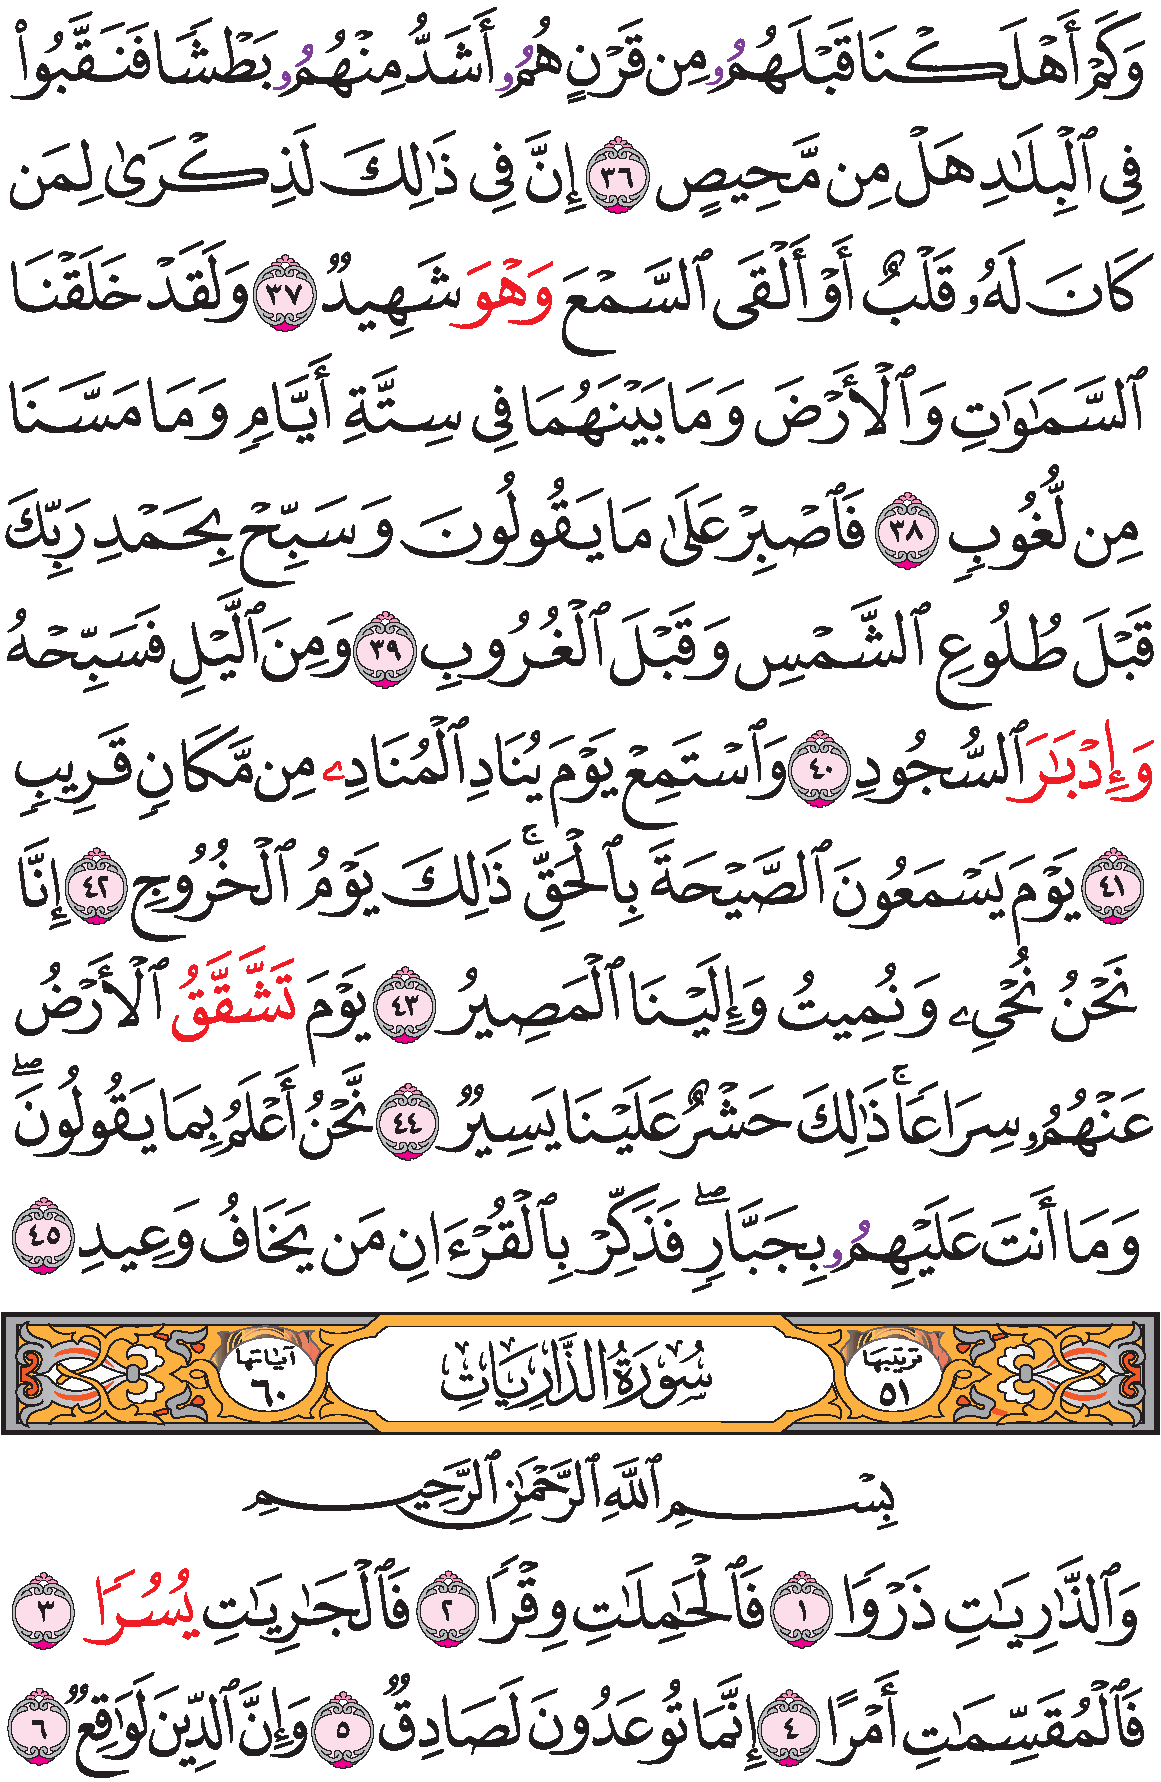 وَكَمْ أَهْلَكْنَا قَبْلَهُمُۥ مِن قَرْنٍ هُمُۥ أَشَدُّ مِنْهُمُۥ بَطْشًا فَنَقَّبُواْ
فِى ٱلْبِلَٰدِ هَلْ مِن مَّحِيصٍ ٣٦ إِنَّ فِى ذَٰلِكَ لَذِكْرَىٰ لِمَن
كَانَ لَهُۥ قَلْبٌ أَوْ أَلْقَى ٱلسَّمْعَ وَهْوَ شَهِيدٌ ٣٧ وَلَقَدْ خَلَقْنَا
ٱلسَّمَٰوَٰتِ وَٱلْأَرْضَ وَمَا بَيْنَهُمَا فِى سِتَّةِ أَيَّامٍ وَمَا مَسَّنَا
مِن لُّغُوبٍ ٣٨ فَٱصْبِرْ عَلَىٰ مَا يَقُولُونَ وَسَبِّحْ بِحَمْدِ رَبِّكَ
قَبْلَ طُلُوعِ ٱلشَّمْسِ وَقَبْلَ ٱلْغُرُوبِ ٣٩ وَمِنَ ٱلَّيْلِ فَسَبِّحْهُ
وَإِدْبَٰرَ ٱلسُّجُودِ ٤٠ وَٱسْتَمِعْ يَوْمَ يُنَادِ ٱلْمُنَادِۦ مِن مَّكَانٍ قَرِيبٍ
٤١ يَوْمَ يَسْمَعُونَ ٱلصَّيْحَةَ بِٱلْحَقِّۚ ذَٰلِكَ يَوْمُ ٱلْخُرُوجِ ٤٢ إِنَّا
نَحْنُ نُحْىِۦ وَنُمِيتُ وَإِلَيْنَا ٱلْمَصِيرُ ٤٣ يَوْمَ تَشَّقَّقُ ٱلْأَرْضُ
عَنْهُمُۥ سِرَاعًاۚ ذَٰلِكَ حَشْرٌ عَلَيْنَا يَسِيرٌ ٤٤ نَّحْنُ أَعْلَمُ بِمَا يَقُولُونَۖ
وَمَا أَنتَ عَلَيْهِمُۥ بِجَبَّارٍۖ فَذَكِّرْ بِٱلْقُرْءَانِ مَن يَخَافُ وَعِيدِ ٤٥
ترتيبها ٥١ سُورَةُ الذَّارِيَاتِ آياتها ٦٠
بِسْمِ ٱللَّهِ ٱلرَّحْمَٰنِ ٱلرَّحِيمِ
وَٱلذَّٰرِيَٰتِ ذَرْوًا ١ فَٱلْحَٰمِلَٰتِ وِقْرًا ٢ فَٱلْجَٰرِيَٰتِ يُسُرًا ٣
فَٱلْمُقَسِّمَٰتِ أَمْرًا ٤ إِنَّمَا تُوعَدُونَ لَصَادِقٌ ٥ وَإِنَّ ٱلدِّينَ لَوَٰقِعٌ ٦